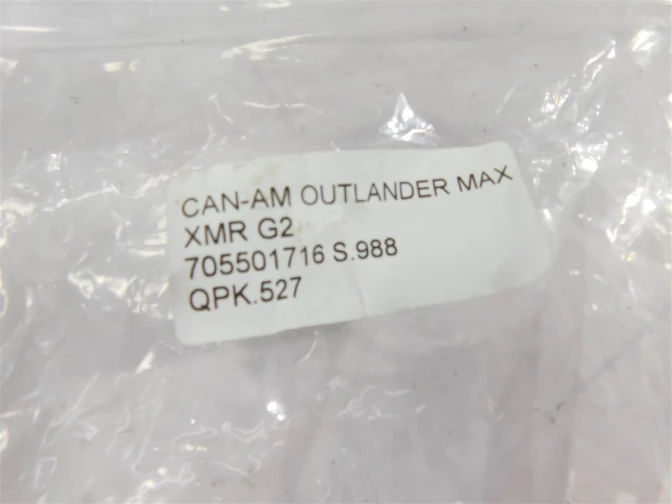 CAN-AM OUTLANDER MAX
XMR G2
705501716 S.988
QPK.527